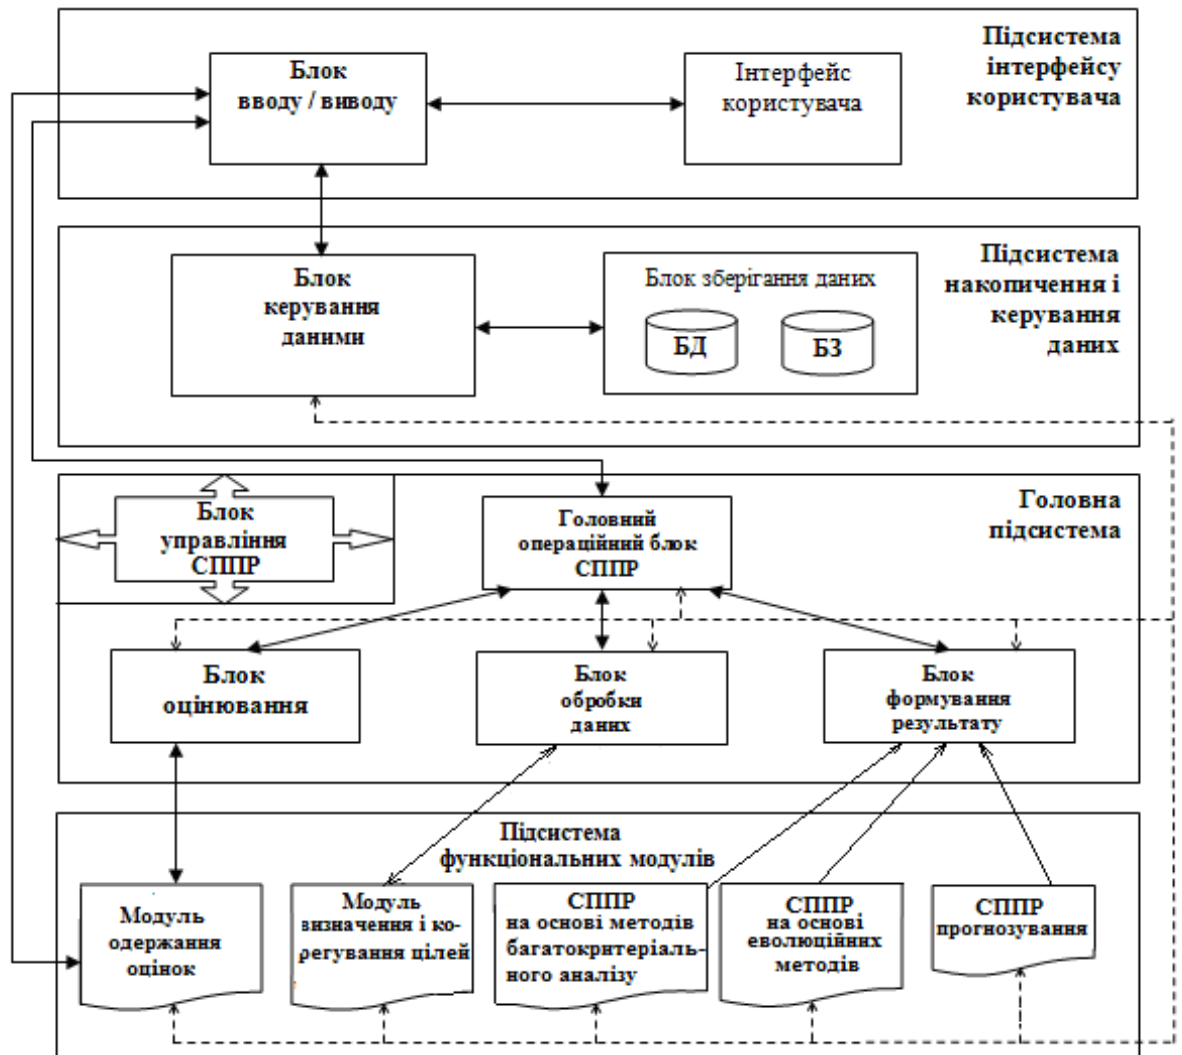 Підсистема
інтерфейсу
користувача
Блок
вводу / виводу
Інтерфейс
користувача
Підсистема
накопичення і
керування
даних
Блок
керування
даними
Блок зберігання даних
БД
БЗ
Головна
підсистема
Блок
управління
СППР
Головний
операційний блок
СППР
Блок
оцінювання
Блок
обробки
даних
Блок
формування
результату
Підсистема
функціональних модулів
Модуль
одержання
оцінок
Модуль
визначення і ко-
регування цілей
СППР
на основі методів
багатокритеріаль-
ного аналізу
СППР
на основі
еволюційних
методів
СППР
прогнозування